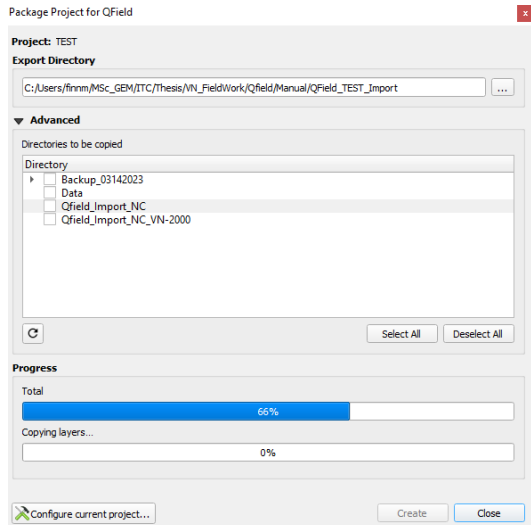 Package Project for QField
x
Project: TEST
Export Directory
C:/Users/finnm/MSc_GEM/ITC/Thesis/VN_FieldWork/Qfield/Manual/QField_TEST_Import
...
Advanced
Directories to be copied
Directory
Backup_03142023
Data
Qfield_Import_NC
Qfield_Import_NC_VN-2000
Select All Deselect All
Progress
Total
66%
Copying layers...
0%
Configure current project... Create Close